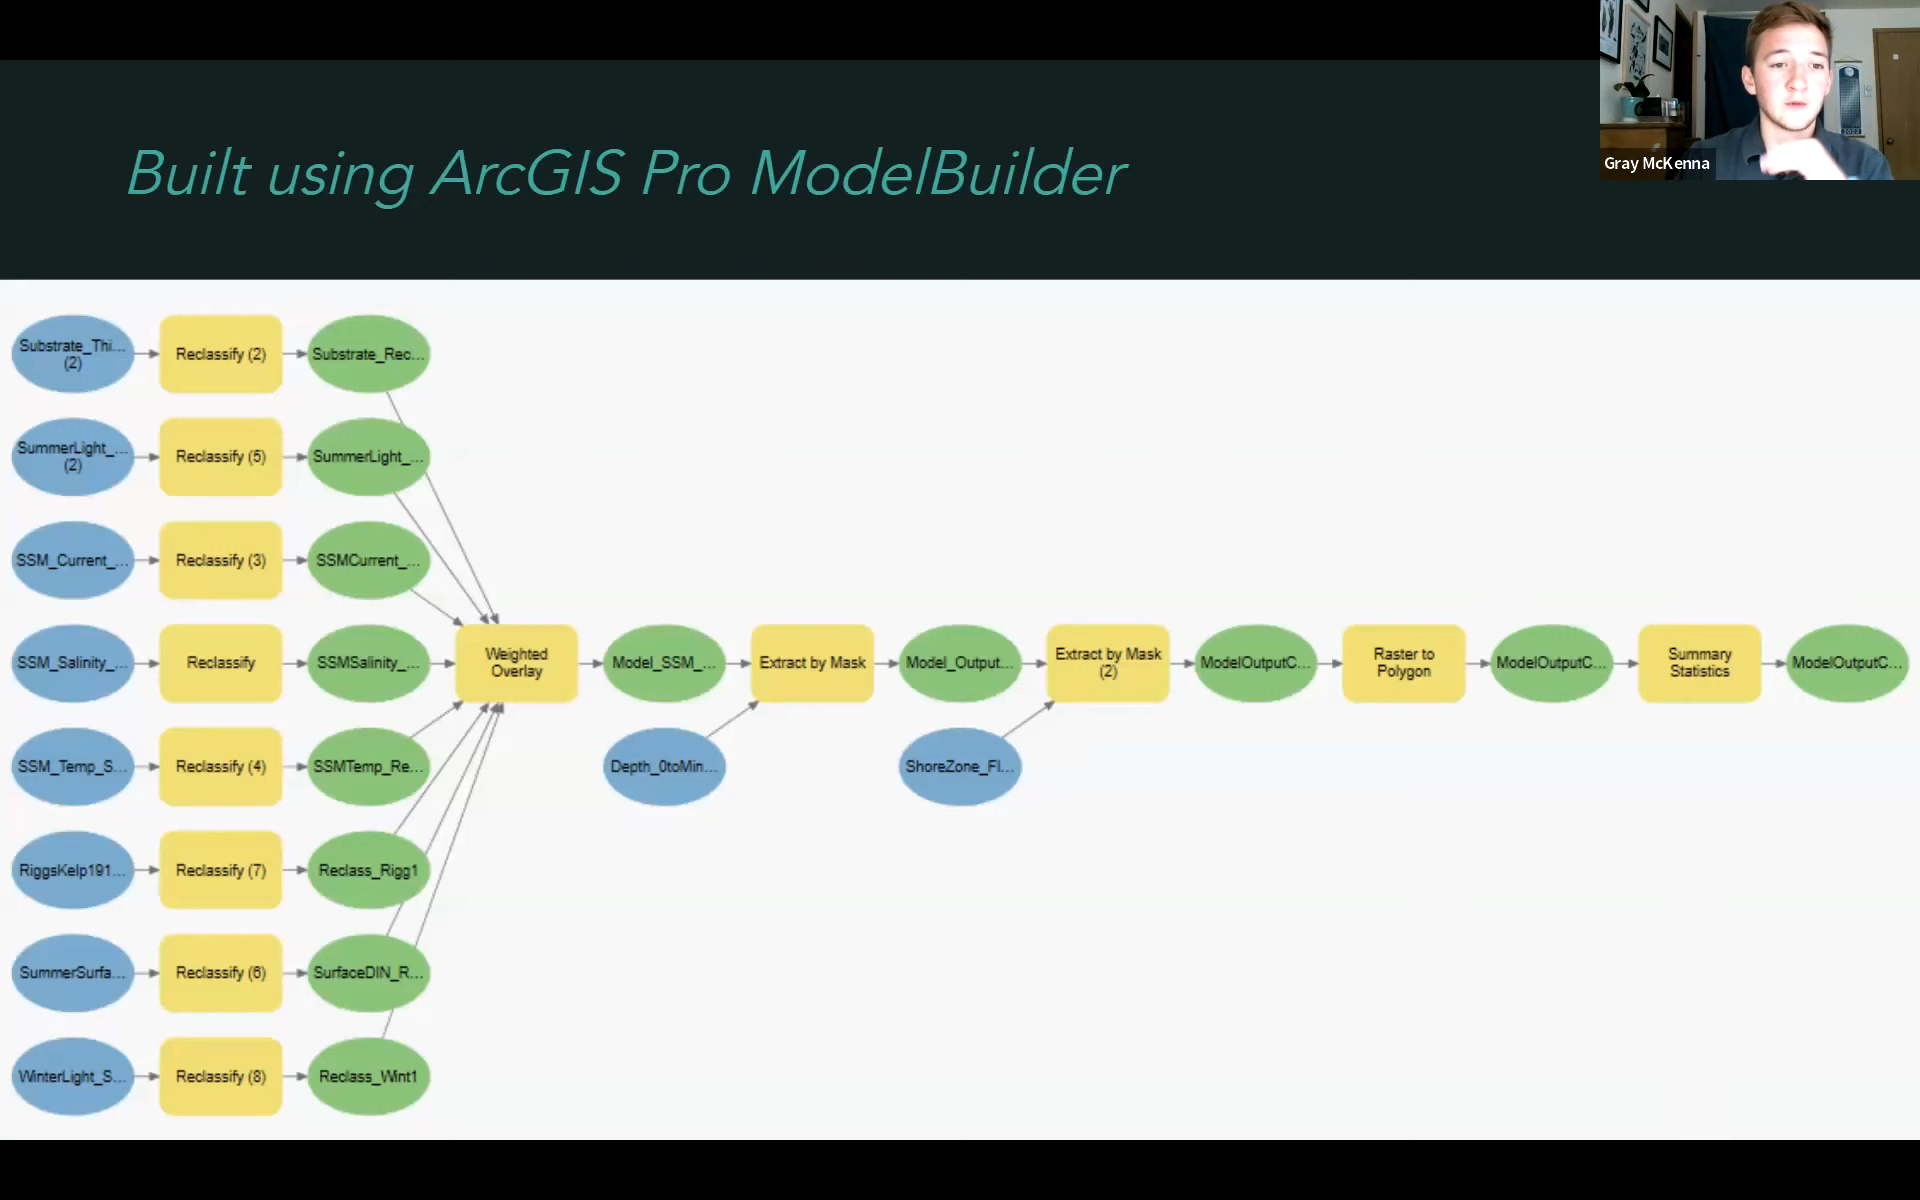 Gray McKenna
Built using ArcGIS Pro ModelBuilder
Substrate_Thi...
(2)
Reclassify (2)
Substrate_Rec...
SummerLight_...
(2)
Reclassify (5)
SummerLight_...
SSM_Current_...
Reclassify (3)
SSMCurrent_...
SSM_Salinity_...
Reclassify
SSMSalinity_...
Weighted
Overlay
Model_SSM_...
Extract by Mask
Model_Output...
Extract by Mask
(2)
ModelOutputC...
Raster to
Polygon
ModelOutputC...
Summary
Statistics
ModelOutputC...
SSM_Temp_S...
Reclassify (4)
SSMTemp_Re...
Depth_0toMin...
ShoreZone_Fl...
RiggsKelp191...
Reclassify (7)
Reclass_Rigg1
SummerSurfa...
Reclassify (6)
SurfaceDIN_R...
WinterLight_S...
Reclassify (8)
Reclass_Wint1